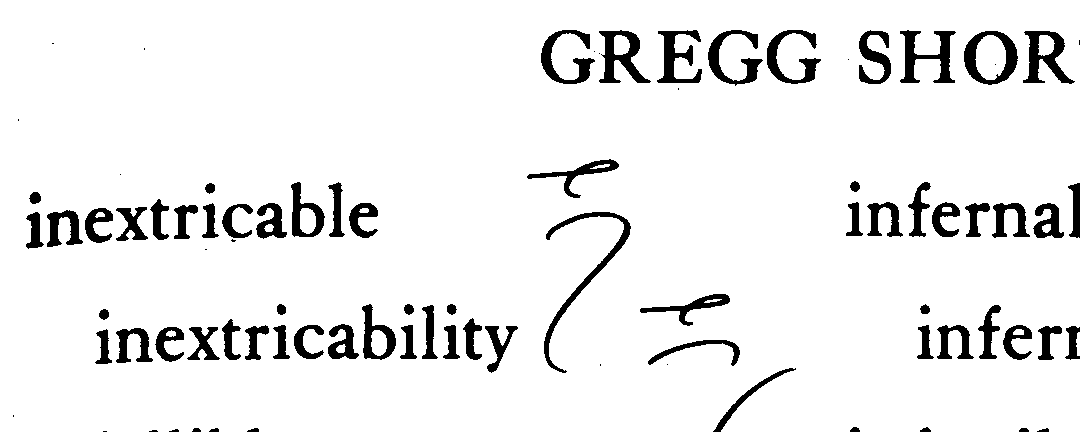 GREGG SHOR
inextricable
infernal
inextricability
infern